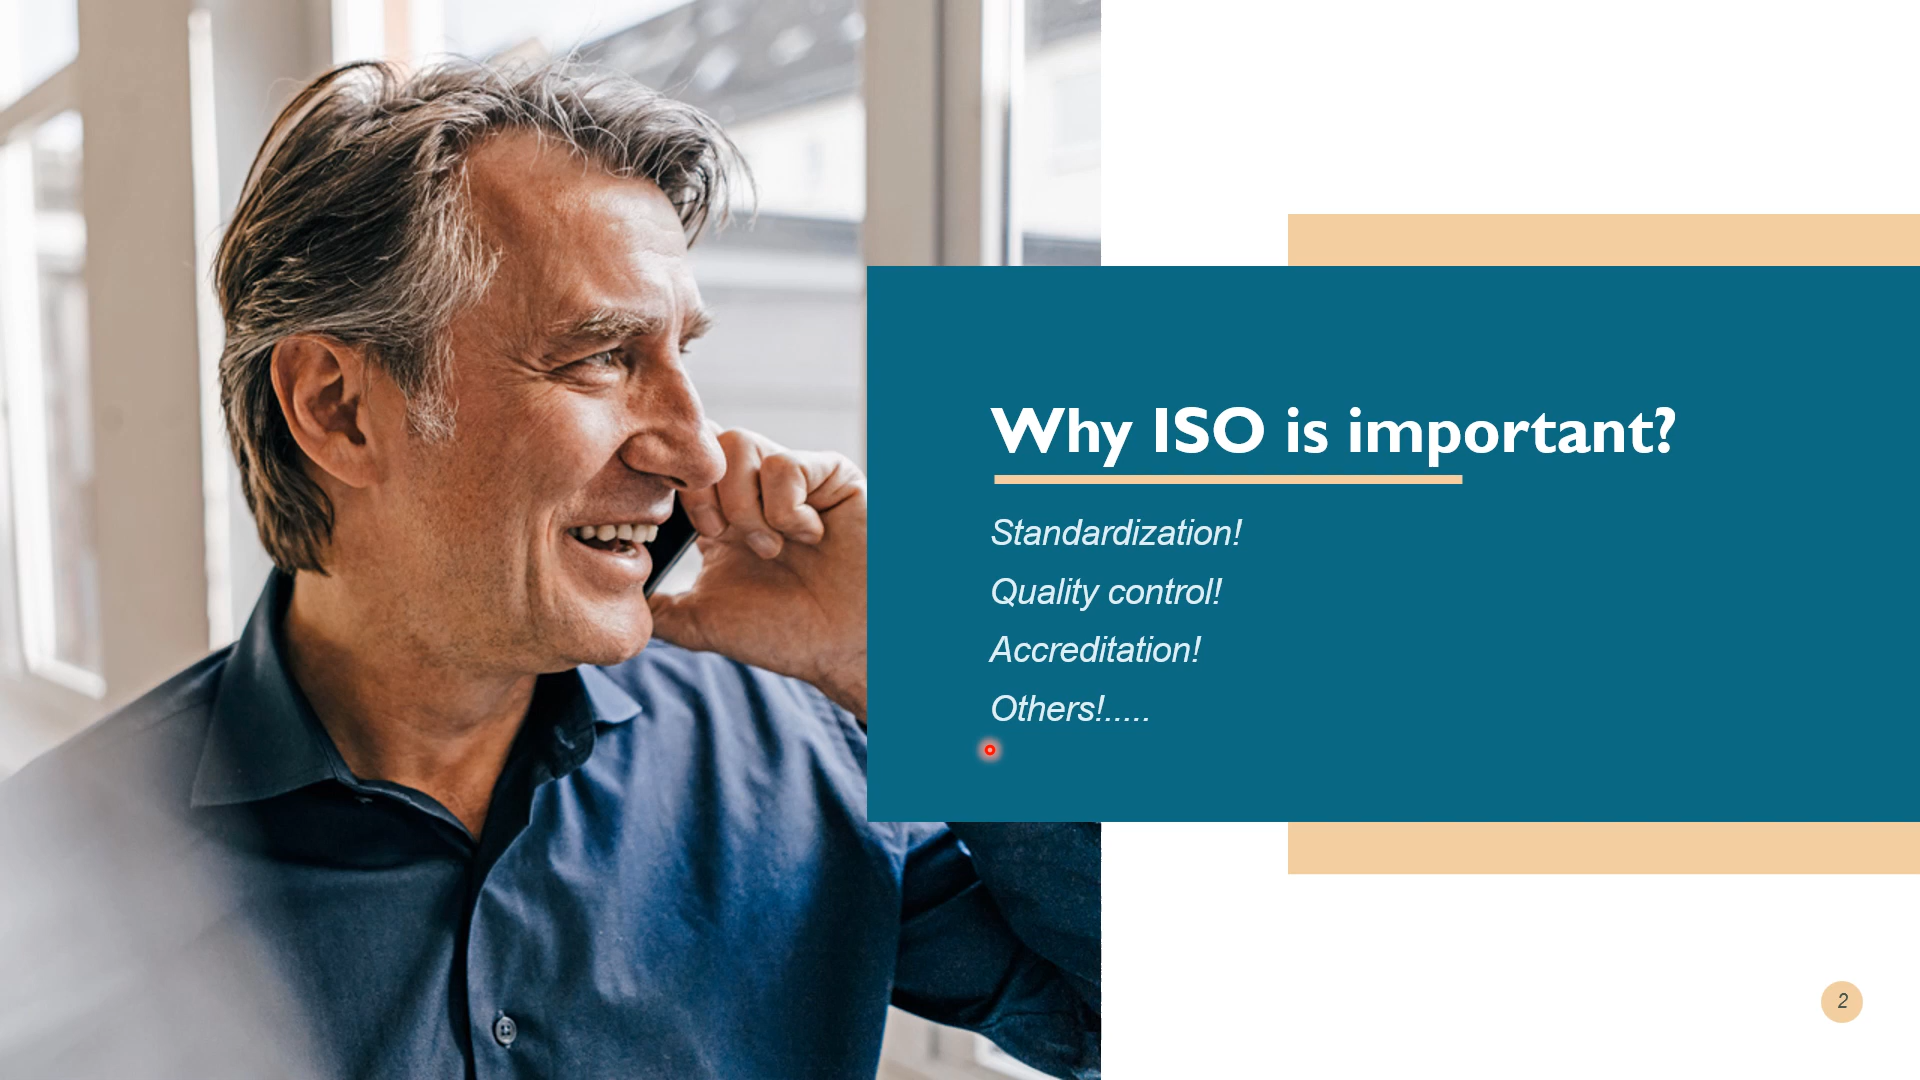 Why ISO is important?
Standardization!
Quality control!
Accreditation!
Others!.....
2